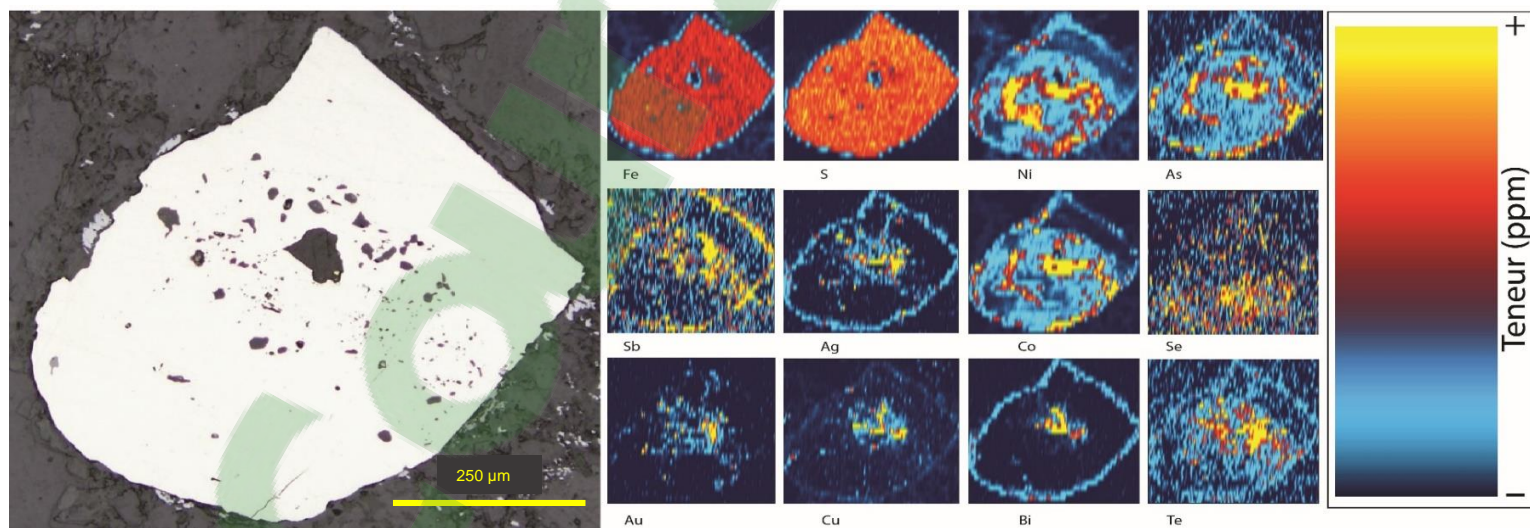 250 µm
Fe S Ni As
Sb Ag Co Se
Au Cu Bi Te
+
Teneur (ppm)
−